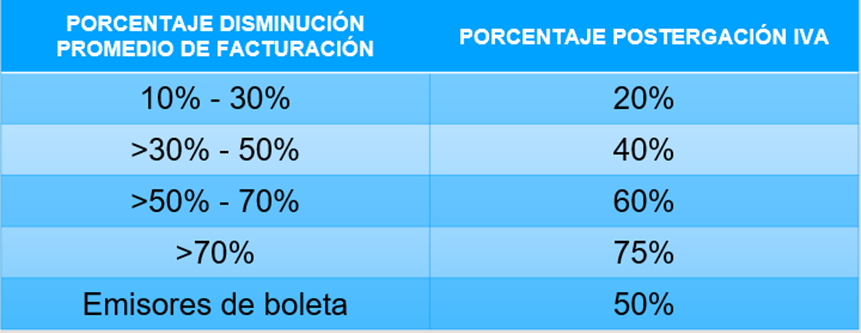 PORCENTAJE DISMINUCIÓN
PROMEDIO DE FACTURACIÓN
PORCENTAJE POSTERGACIÓN IVA
10% - 30%
20%
>30% - 50%
40%
>50% - 70%
60%
>70%
75%
Emisores de boleta
50%